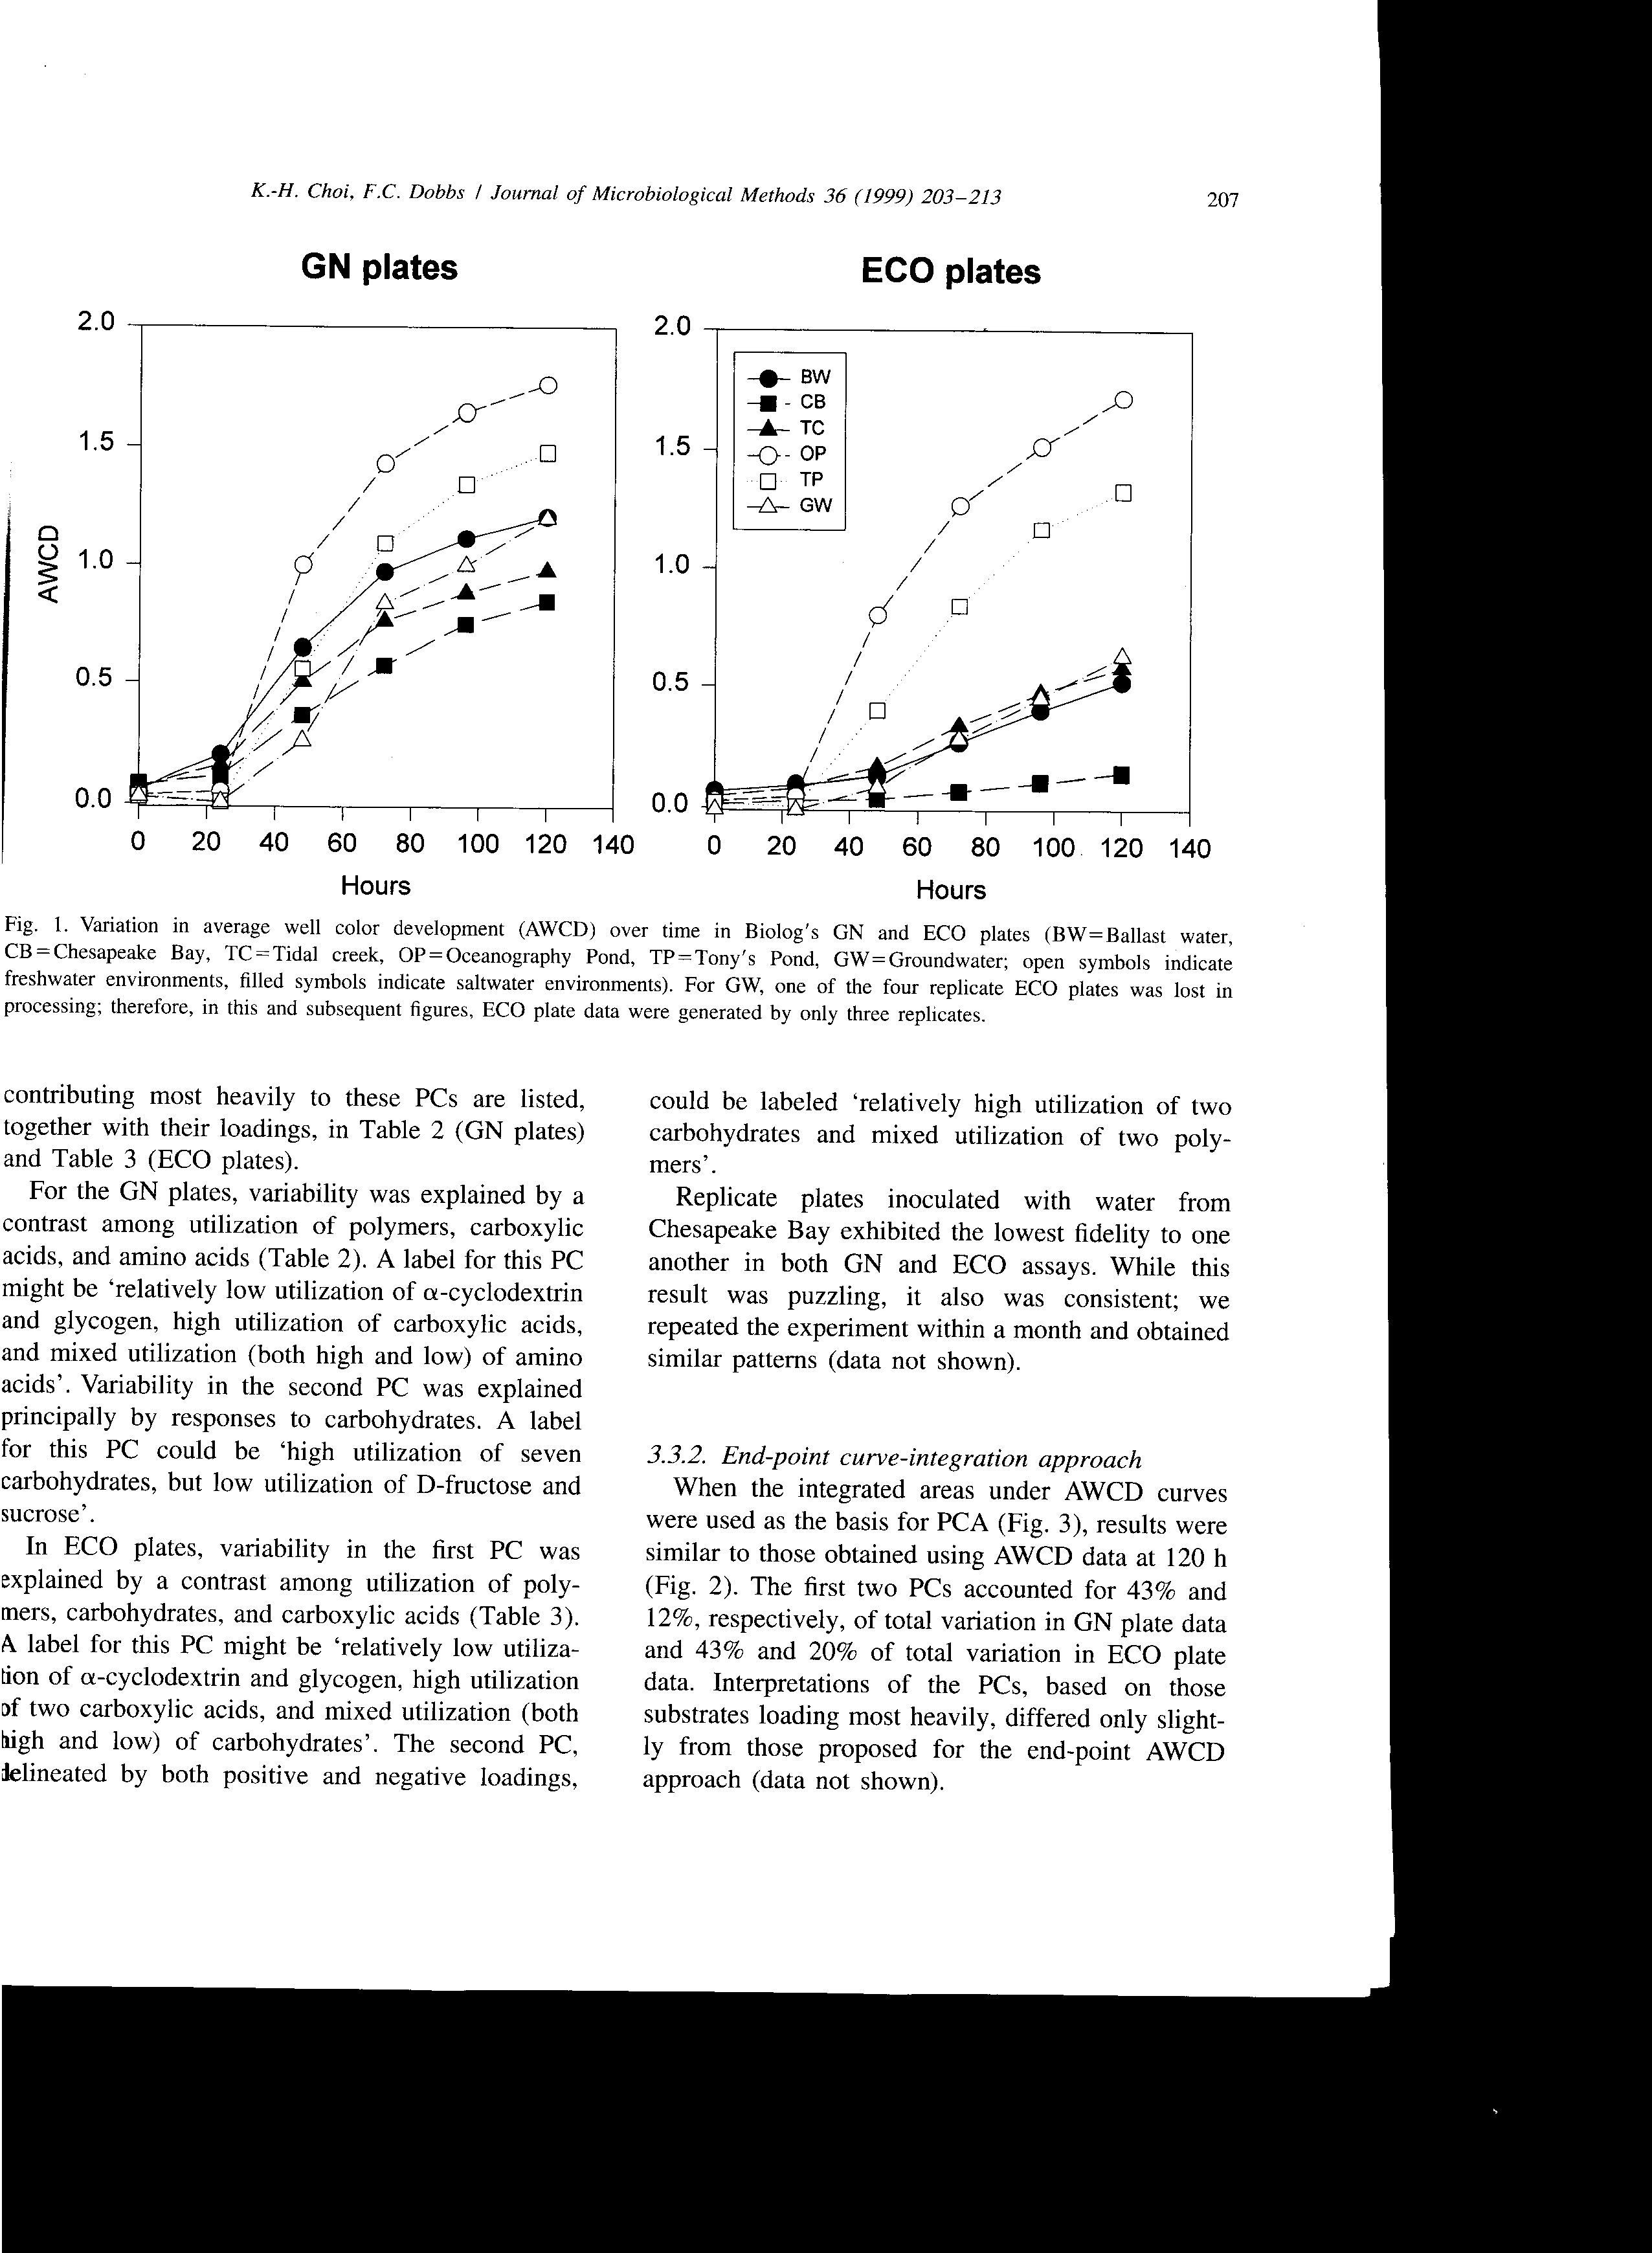 K.-H. Choi, F.C. Dobbs / Journal of Microbiological Methods 36 (1999) 203–213
207
GN plates
ECO plates
2.0
1.5
1.0
0.5
0.0
AWCD
0 20 40 60 80 100 120 140
Hours
2.0
1.5
1.0
0.5
0.0
BW
CB
TC
OP
TP
GW
0 20 40 60 80 100 120 140
Hours
Fig. 1. Variation in average well color development (AWCD) over time in Biolog's GN and ECO plates (BW=Ballast water,
CB=Chesapeake Bay, TC=Tidal creek, OP=Oceanography Pond, TP=Tony's Pond, GW=Groundwater; open symbols indicate
freshwater environments, filled symbols indicate saltwater environments). For GW, one of the four replicate ECO plates was lost in
processing; therefore, in this and subsequent figures, ECO plate data were generated by only three replicates.
contributing most heavily to these PCs are listed,
together with their loadings, in Table 2 (GN plates)
and Table 3 (ECO plates).
For the GN plates, variability was explained by a
contrast among utilization of polymers, carboxylic
acids, and amino acids (Table 2). A label for this PC
might be ‘relatively low utilization of α-cyclodextrin
and glycogen, high utilization of carboxylic acids,
and mixed utilization (both high and low) of amino
acids’. Variability in the second PC was explained
principally by responses to carbohydrates. A label
for this PC could be ‘high utilization of seven
carbohydrates, but low utilization of D-fructose and
sucrose’.
In ECO plates, variability in the first PC was
explained by a contrast among utilization of poly-
mers, carbohydrates, and carboxylic acids (Table 3).
A label for this PC might be ‘relatively low utiliza-
tion of α-cyclodextrin and glycogen, high utilization
of two carboxylic acids, and mixed utilization (both
high and low) of carbohydrates’. The second PC,
delineated by both positive and negative loadings,
could be labeled ‘relatively high utilization of two
carbohydrates and mixed utilization of two poly-
mers’.
Replicate plates inoculated with water from
Chesapeake Bay exhibited the lowest fidelity to one
another in both GN and ECO assays. While this
result was puzzling, it also was consistent; we
repeated the experiment within a month and obtained
similar patterns (data not shown).
3.3.2. End-point curve-integration approach
When the integrated areas under AWCD curves
were used as the basis for PCA (Fig. 3), results were
similar to those obtained using AWCD data at 120 h
(Fig. 2). The first two PCs accounted for 43% and
12%, respectively, of total variation in GN plate data
and 43% and 20% of total variation in ECO plate
data. Interpretations of the PCs, based on those
substrates loading most heavily, differed only slight-
ly from those proposed for the end-point AWCD
approach (data not shown).